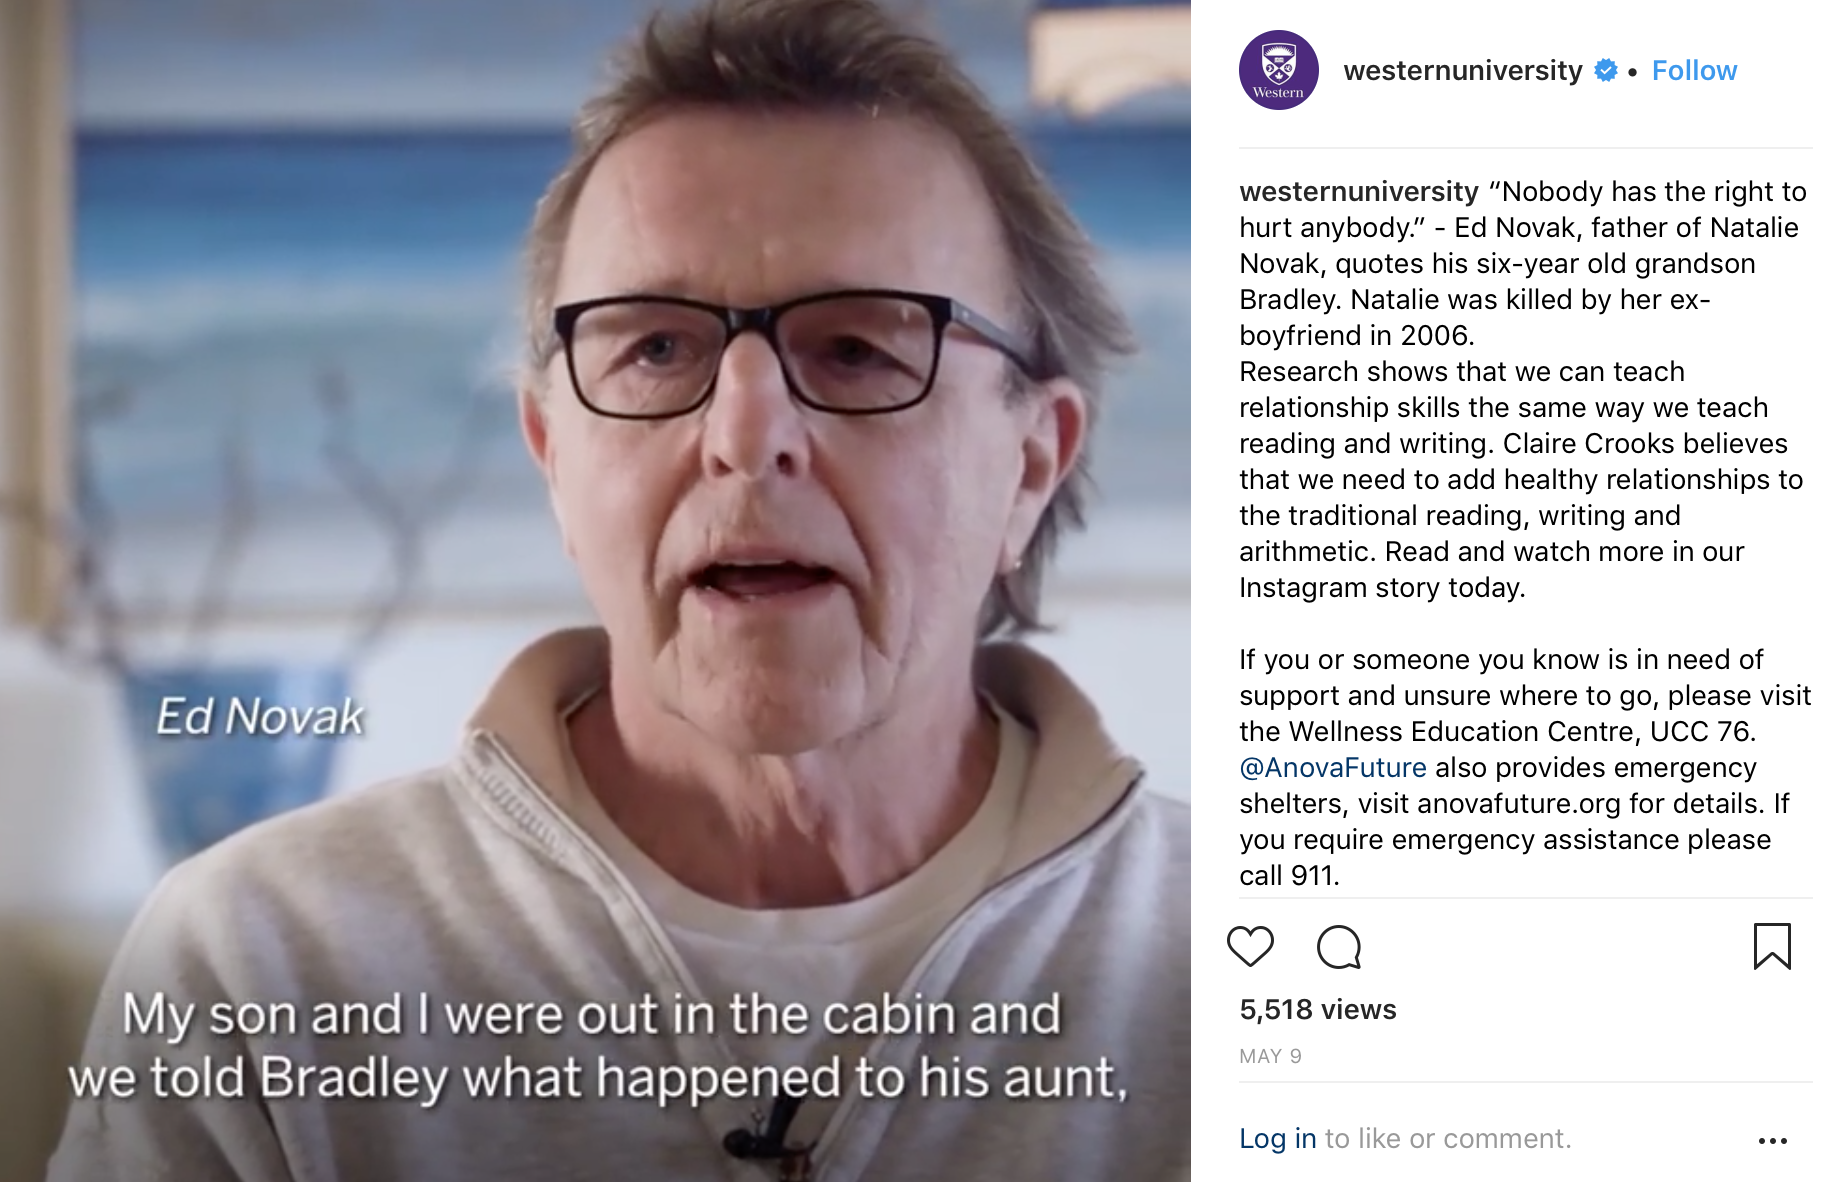 Ed Novak
My son and I were out in the cabin and
we told Bradley what happened to his aunt,
Western
westernuniversity • Follow
westernuniversity “Nobody has the right to
hurt anybody.” - Ed Novak, father of Natalie
Novak, quotes his six-year old grandson
Bradley. Natalie was killed by her ex-
boyfriend in 2006.
Research shows that we can teach
relationship skills the same way we teach
reading and writing. Claire Crooks believes
that we need to add healthy relationships to
the traditional reading, writing and
arithmetic. Read and watch more in our
Instagram story today.
If you or someone you know is in need of
support and unsure where to go, please visit
the Wellness Education Centre, UCC 76.
@AnovaFuture also provides emergency
shelters, visit anovafuture.org for details. If
you require emergency assistance please
call 911.
5,518 views
MAY 9
Log in to like or comment.